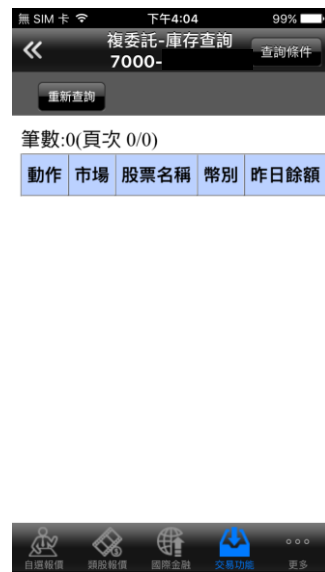 無 SIM 卡 下午4:04 99%
複委託-庫存查詢
7000-
查詢條件
重新查詢
筆數:0(頁次 0/0)
動作 市場 股票名稱 幣別 昨日餘額
自選報價 類股報價 國際金融 交易功能 更多